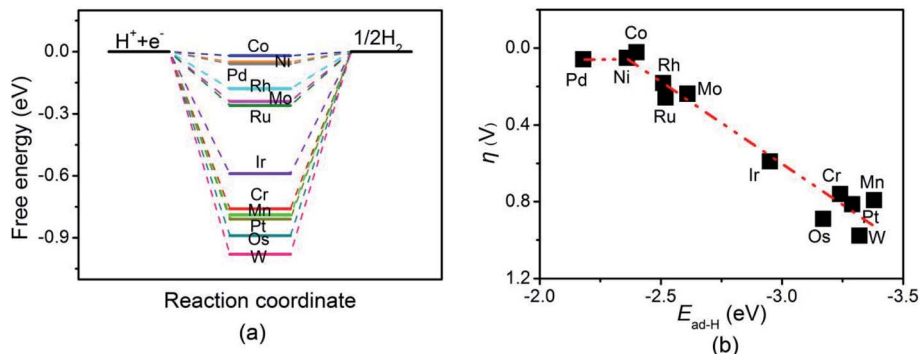 H⁺+e⁻
1/2H₂
Co
Ni
Pd
Rh
Mo
Ru
Ir
Cr
Mn
Pt
Os
W
0.0
-0.3
-0.6
-0.9
Free energy (eV)
Reaction coordinate
(a)
0.0
0.4
0.8
1.2
η (V)
Pd
Ni
Co
Rh
Ru
Mo
Ir
Cr
Mn
Pt
Os
W
-2.0
-2.5
-3.0
-3.5
E_ad-H (eV)
(b)